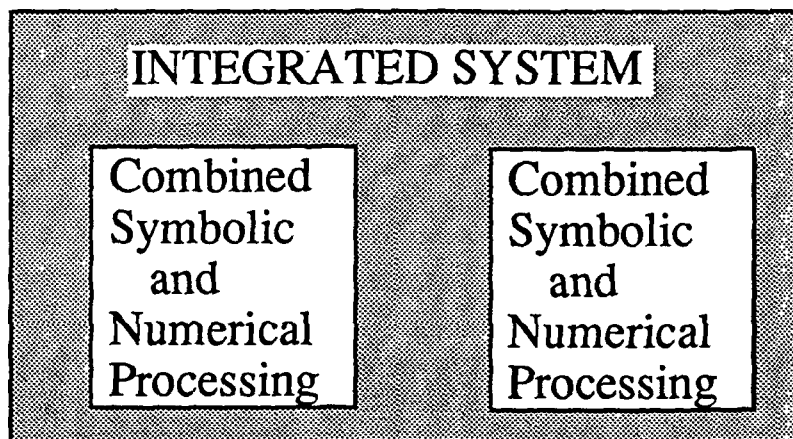 INTEGRATED SYSTEM
Combined
Symbolic
and
Numerical
Processing
Combined
Symbolic
and
Numerical
Processing